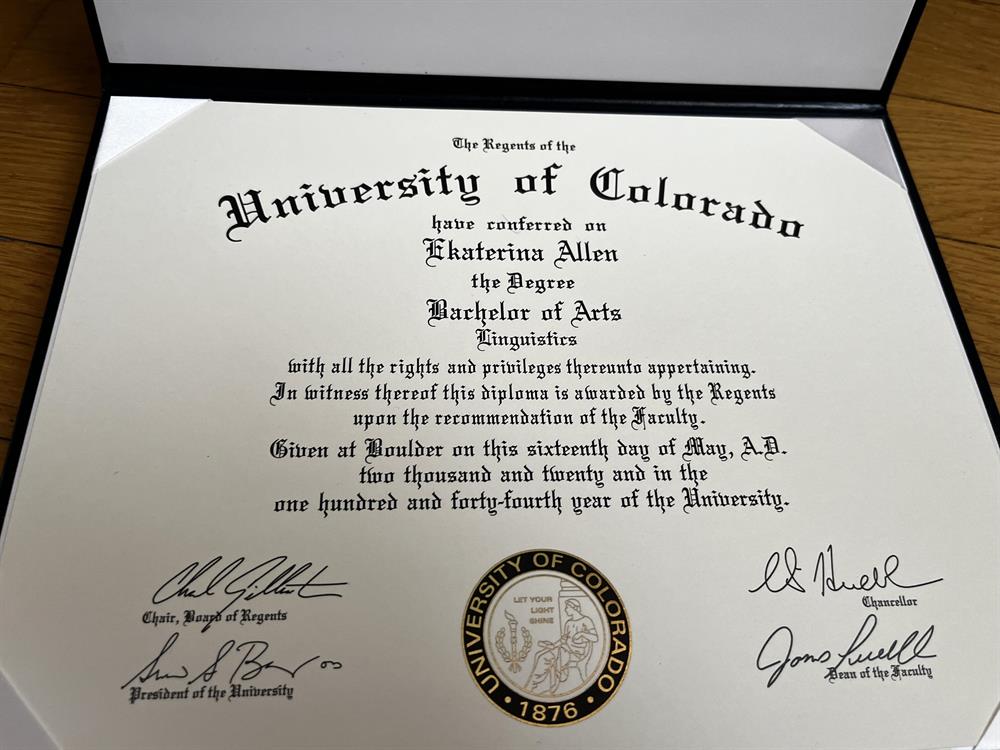 The Regents of the
University of Colorado
have conferred on
Ekaterina Allen
the Degree
Bachelor of Arts
Linguistics
with all the rights and privileges thereunto appertaining.
In witness thereof this diploma is awarded by the Regents
upon the recommendation of the Faculty.
Given at Boulder on this sixteenth day of May, A.D.
two thousand and twenty and in the
one hundred and forty-fourth year of the University.
Chair, Board of Regents
President of the University
UNIVERSITY OF COLORADO
LET YOUR
LIGHT
SHINE
1876
Chancellor
Dean of the Faculty